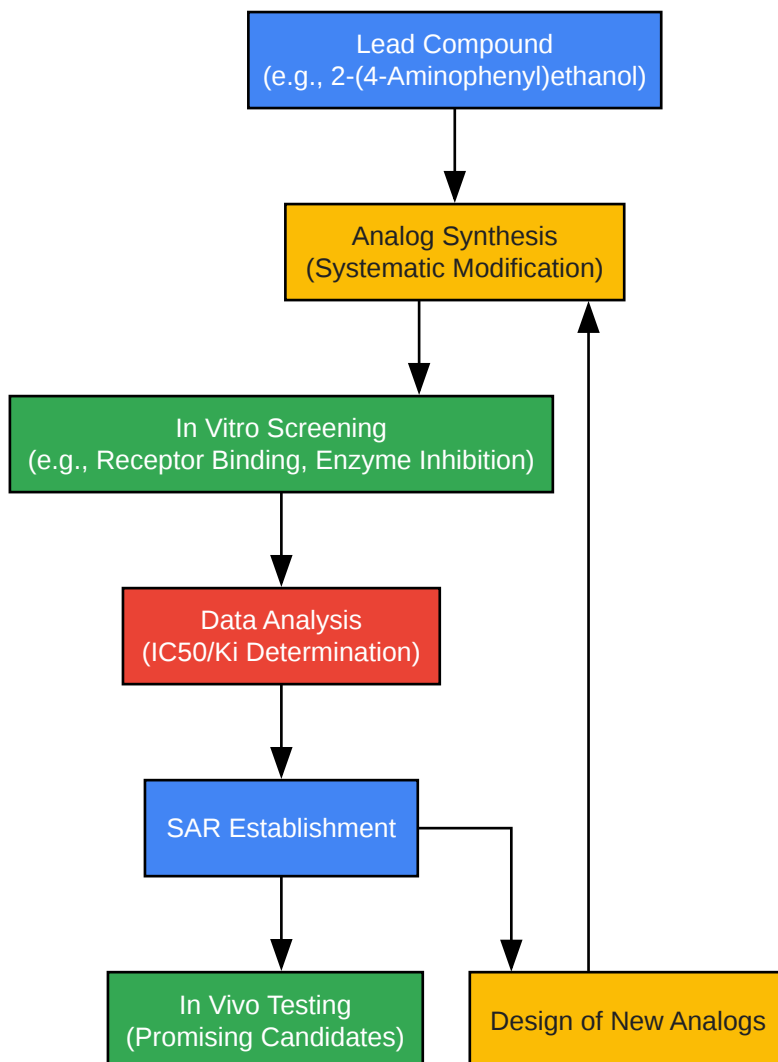 Lead Compound
(e.g., 2-(4-Aminophenyl)ethanol)
Analog Synthesis
(Systematic Modification)
In Vitro Screening
(e.g., Receptor Binding, Enzyme Inhibition)
Data Analysis
(IC50/Ki Determination)
SAR Establishment
In Vivo Testing
(Promising Candidates)
Design of New Analogs